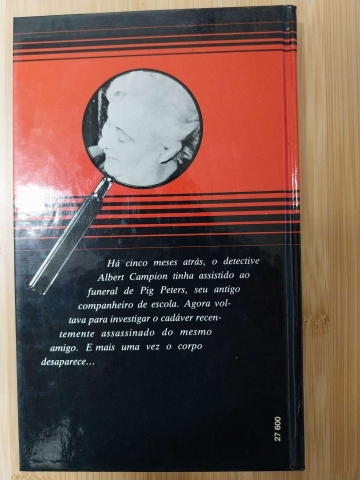 Há cinco meses atrás, o detective
Albert Campion tinha assistido ao
funeral de Pig Peters, seu antigo
companheiro de escola. Agora vol-
tava para investigar o cadáver recen-
temente assassinado do mesmo
amigo. E mais uma vez o corpo
desaparece...
27 600